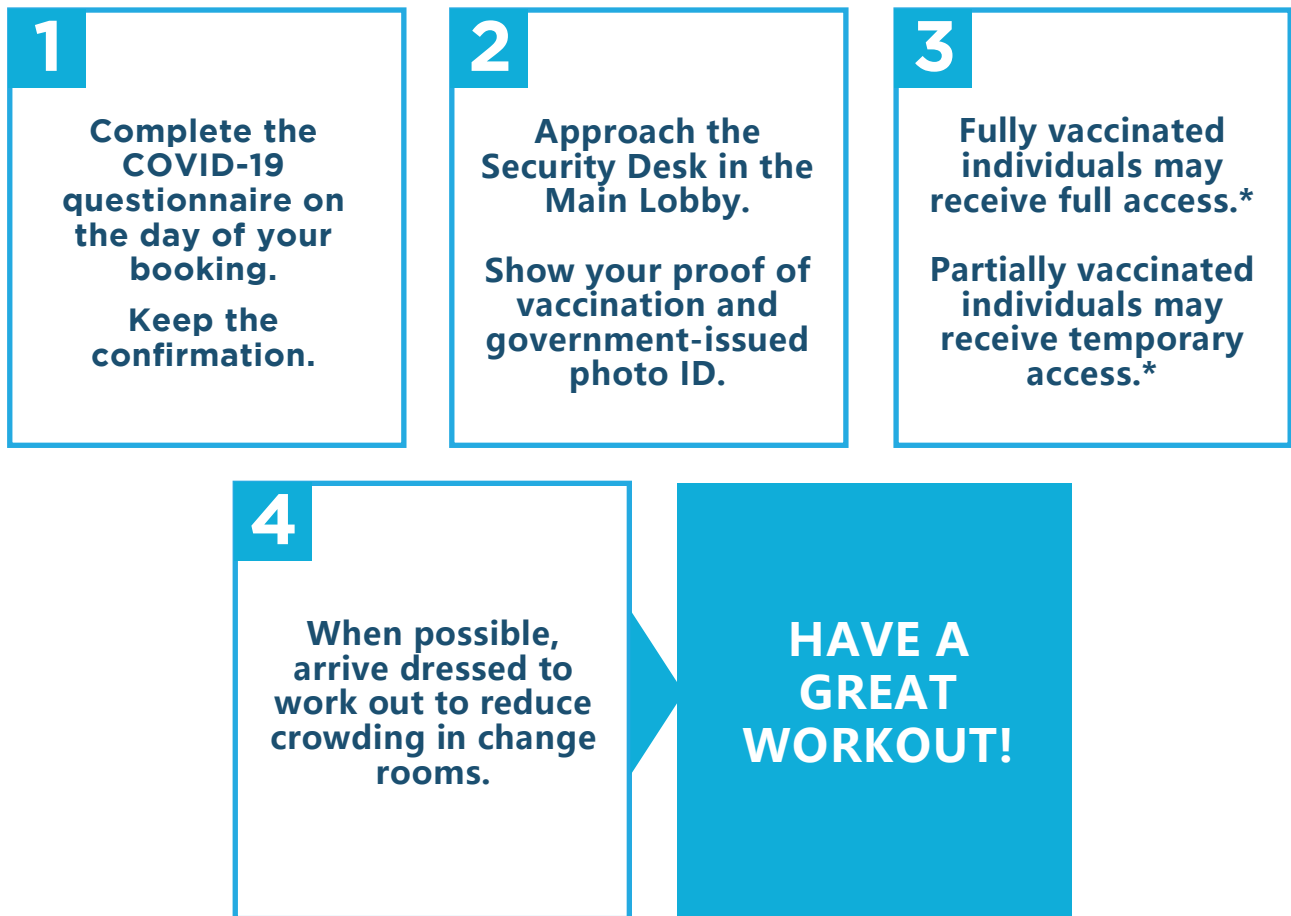 1
Complete the
COVID-19
questionnaire on
the day of your
booking.
Keep the
confirmation.
2
Approach the
Security Desk in the
Main Lobby.
Show your proof of
vaccination and
government-issued
photo ID.
3
Fully vaccinated
individuals may
receive full access.*
Partially vaccinated
individuals may
receive temporary
access.*
4
When possible,
arrive dressed to
work out to reduce
crowding in change
rooms.
HAVE A
GREAT
WORKOUT!